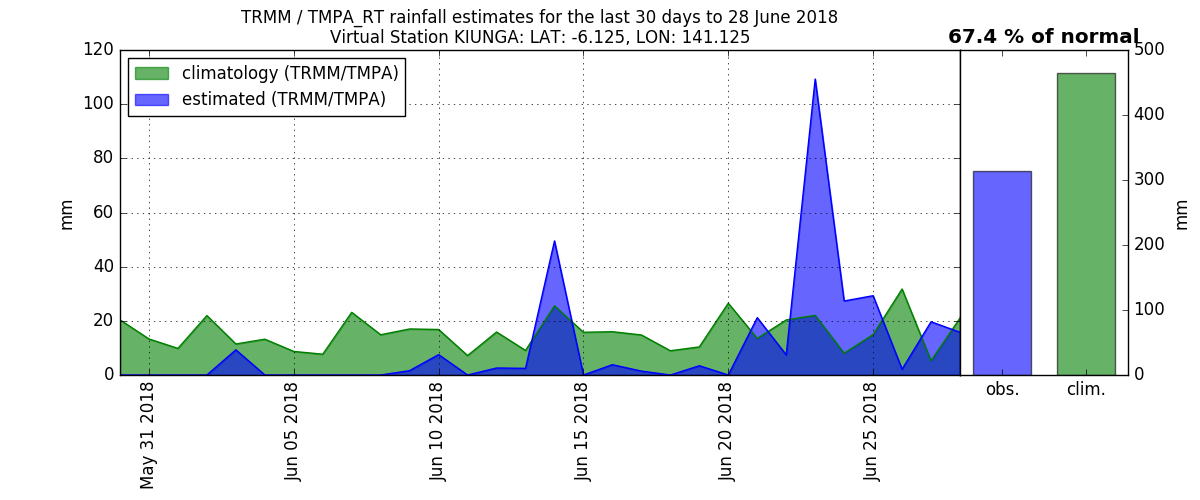 TRMM / TMPA_RT rainfall estimates for the last 30 days to 28 June 2018
Virtual Station KIUNGA: LAT: -6.125, LON: 141.125
67.4 % of normal
climatology (TRMM/TMPA)
estimated (TRMM/TMPA)
120
100
80
60
40
20
0
mm
May 31 2018
Jun 05 2018
Jun 10 2018
Jun 15 2018
Jun 20 2018
Jun 25 2018
500
400
300
200
100
0
mm
obs.
clim.